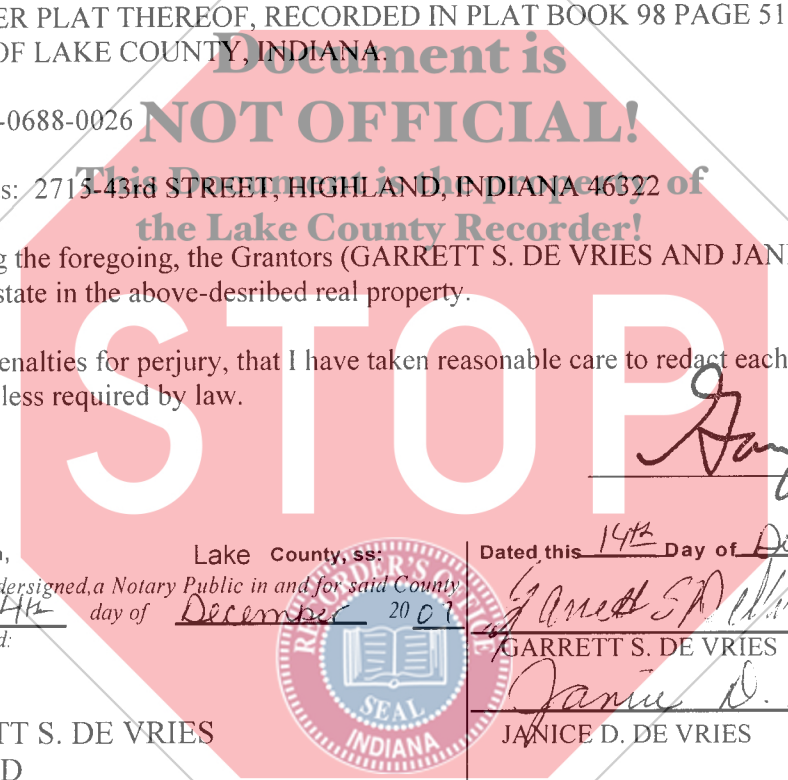 ER PLAT THEREOF, RECORDED IN PLAT BOOK 98 PAGE 51
OF LAKE COUNTY, INDIANA.
Document is
-0688-0026
NOT OFFICIAL!
s: 2715-43rd STREET, HIGHLAND, INDIANA 46322
This Document is the property of
the Lake County Recorder!
g the foregoing, the Grantors (GARRETT S. DE VRIES AND JAN
state in the above-desribed real property.
STOP
enalties for perjury, that I have taken reasonable care to redact each
less required by law.
Lake County, ss:
Dated this 14th Day of De
dersigned, a Notary Public in and for said County
4th day of December 2007
d:
GARRETT S. DE VRIES
Janice D.
JANICE D. DE VRIES
RECORDER'S OFFICE
SEAL
INDIANA
TT S. DE VRIES
D